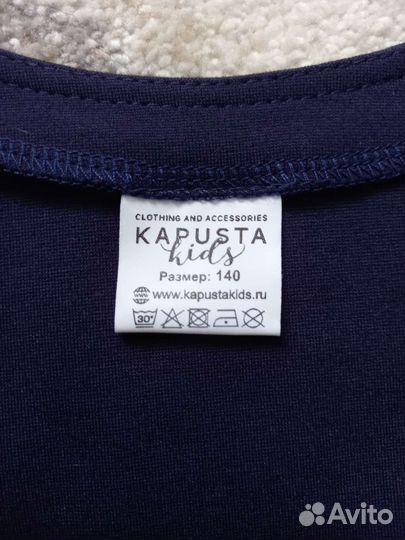 CLOTHING AND ACCESSORIES
KAPUSTA
kids
Размер: 140
www.kapustakids.ru
30°
Avito